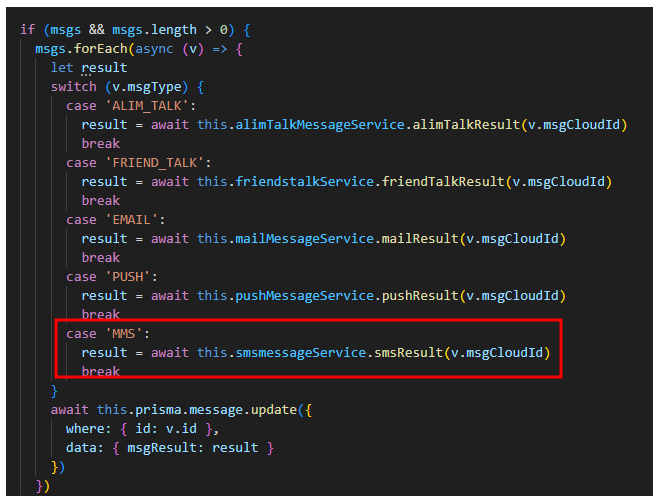 if (msgs && msgs.length > 0) {
msgs.forEach(async (v) => {
let result
switch (v.msgType) {
case 'ALIM_TALK':
result = await this.alimTalkMessageService.alimTalkResult(v.msgCloudId)
break
case 'FRIEND_TALK':
result = await this.friendstalkService.friendTalkResult(v.msgCloudId)
break
case 'EMAIL':
result = await this.mailMessageService.mailResult(v.msgCloudId)
break
case 'PUSH':
result = await this.pushMessageService.pushResult(v.msgCloudId)
break
case 'MMS':
result = await this.smsmessageService.smsResult(v.msgCloudId)
break
}
await this.prisma.message.update({
where: { id: v.id },
data: { msgResult: result }
})
})